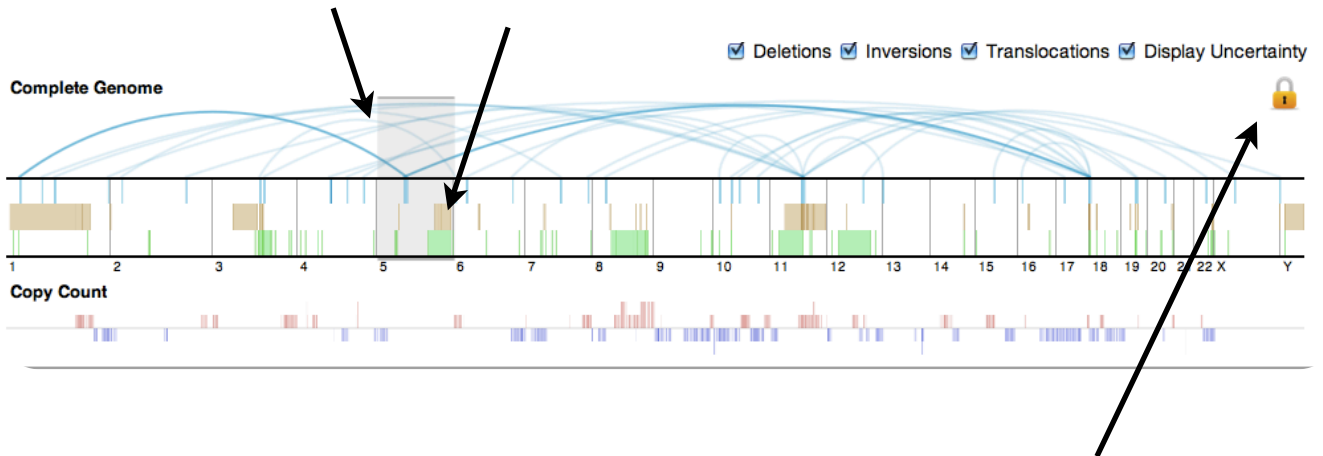 Deletions Inversions Translocations Display Uncertainty
Complete Genome
1 2 3 4 5 6 7 8 9 10 11 12 13 14 15 16 17 18 19 20 22 X Y
Copy Count